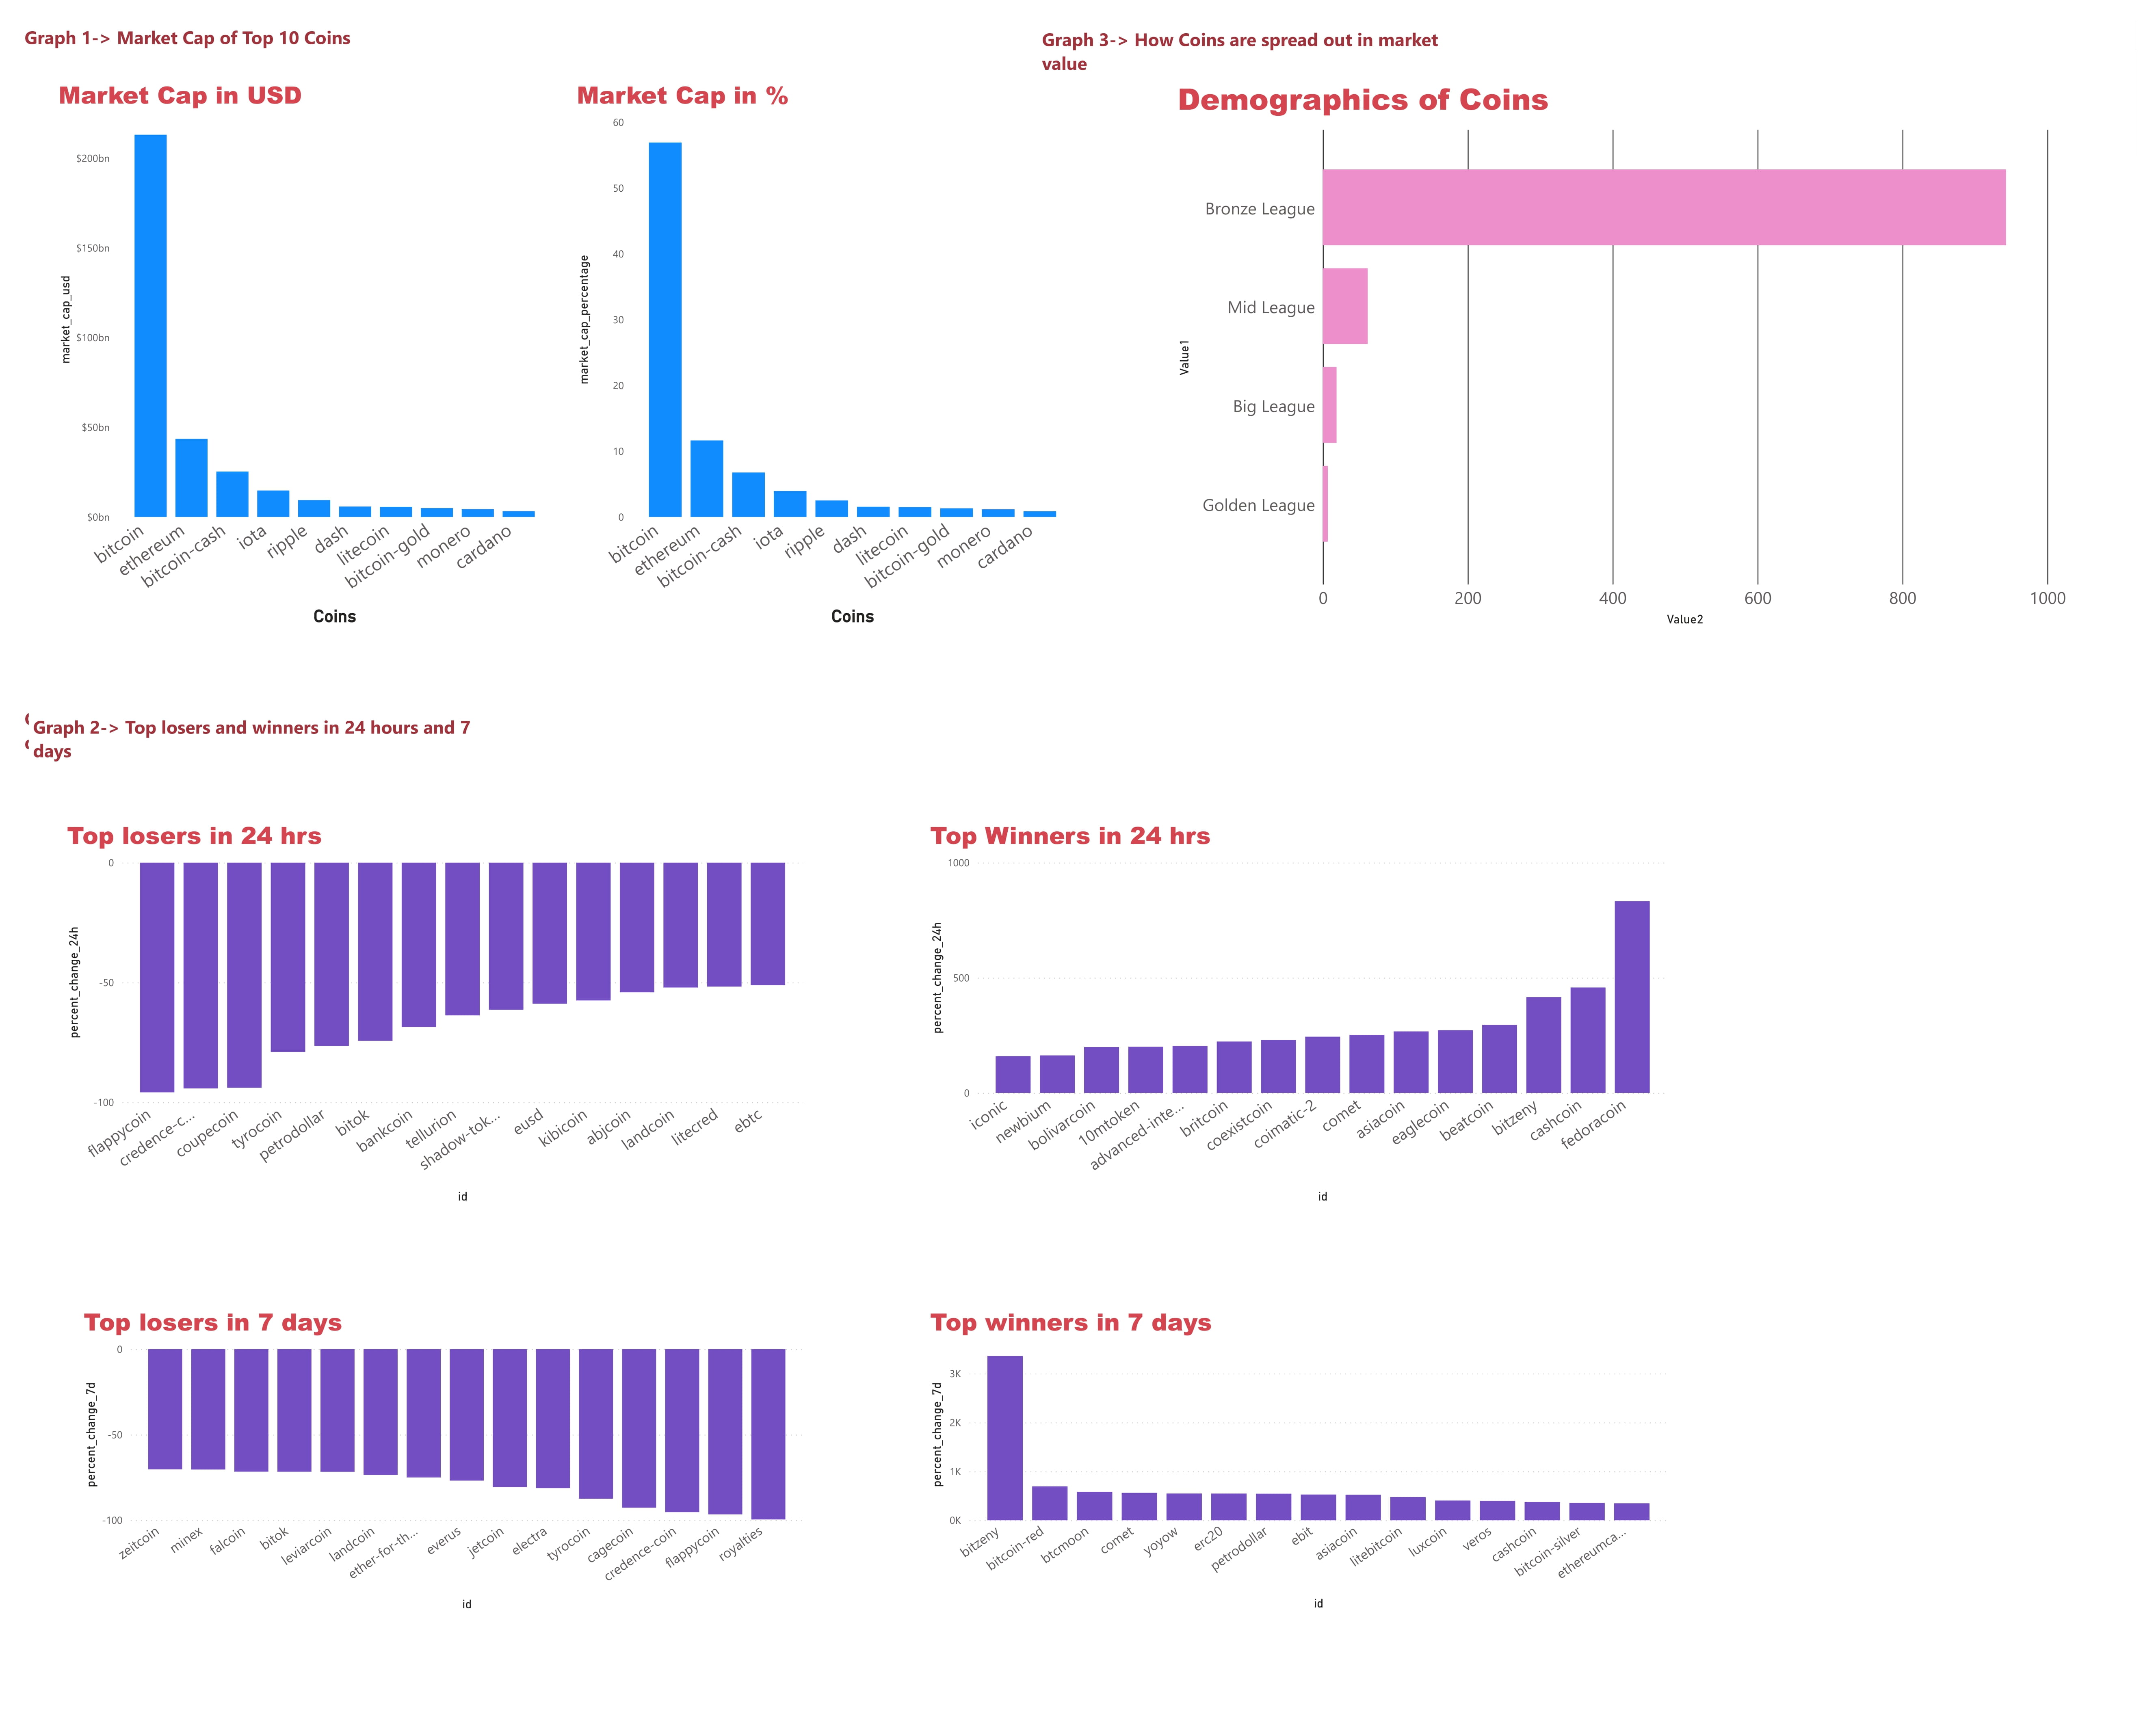 Graph 1-> Market Cap of Top 10 Coins
Market Cap in USD
market_cap_usd
$200bn
$150bn
$100bn
$50bn
$0bn
bitcoin
ethereum
bitcoin-cash
iota
ripple
dash
litecoin
bitcoin-gold
monero
cardano
Coins
Market Cap in %
market_cap_percentage
60
50
40
30
20
10
0
bitcoin
ethereum
bitcoin-cash
iota
ripple
dash
litecoin
bitcoin-gold
monero
cardano
Coins
Graph 3-> How Coins are spread out in market
value
Demographics of Coins
Value1
Bronze League
Mid League
Big League
Golden League
0
200
400
600
800
1000
Value2
Graph 2-> Top losers and winners in 24 hours and 7
days
Top losers in 24 hrs
percent_change_24h
0
-50
-100
flappycoin
credence-c...
coupecoin
tyrocoin
petrodollar
bitok
bankcoin
tellurion
shadow-tok...
eusd
kibicoin
abjcoin
landcoin
litecred
ebtc
id
Top Winners in 24 hrs
percent_change_24h
1000
500
0
iconic
newbium
bolivarcoin
10mtoken
advanced-inte...
britcoin
coexistcoin
coimatic-2
comet
asiacoin
eaglecoin
beatcoin
bitzeny
cashcoin
fedoracoin
id
Top losers in 7 days
percent_change_7d
0
-50
-100
zeitcoin
minex
falcoin
bitok
leviarcoin
landcoin
ether-for-th...
everus
jetcoin
electra
tyrocoin
cagecoin
credence-coin
flappycoin
royalties
id
Top winners in 7 days
percent_change_7d
3K
2K
1K
0K
bitzeny
bitcoin-red
btcmoon
comet
yoyow
erc20
petrodollar
ebit
asiacoin
litebitcoin
luxcoin
veros
cashcoin
bitcoin-silver
ethereumca...
id